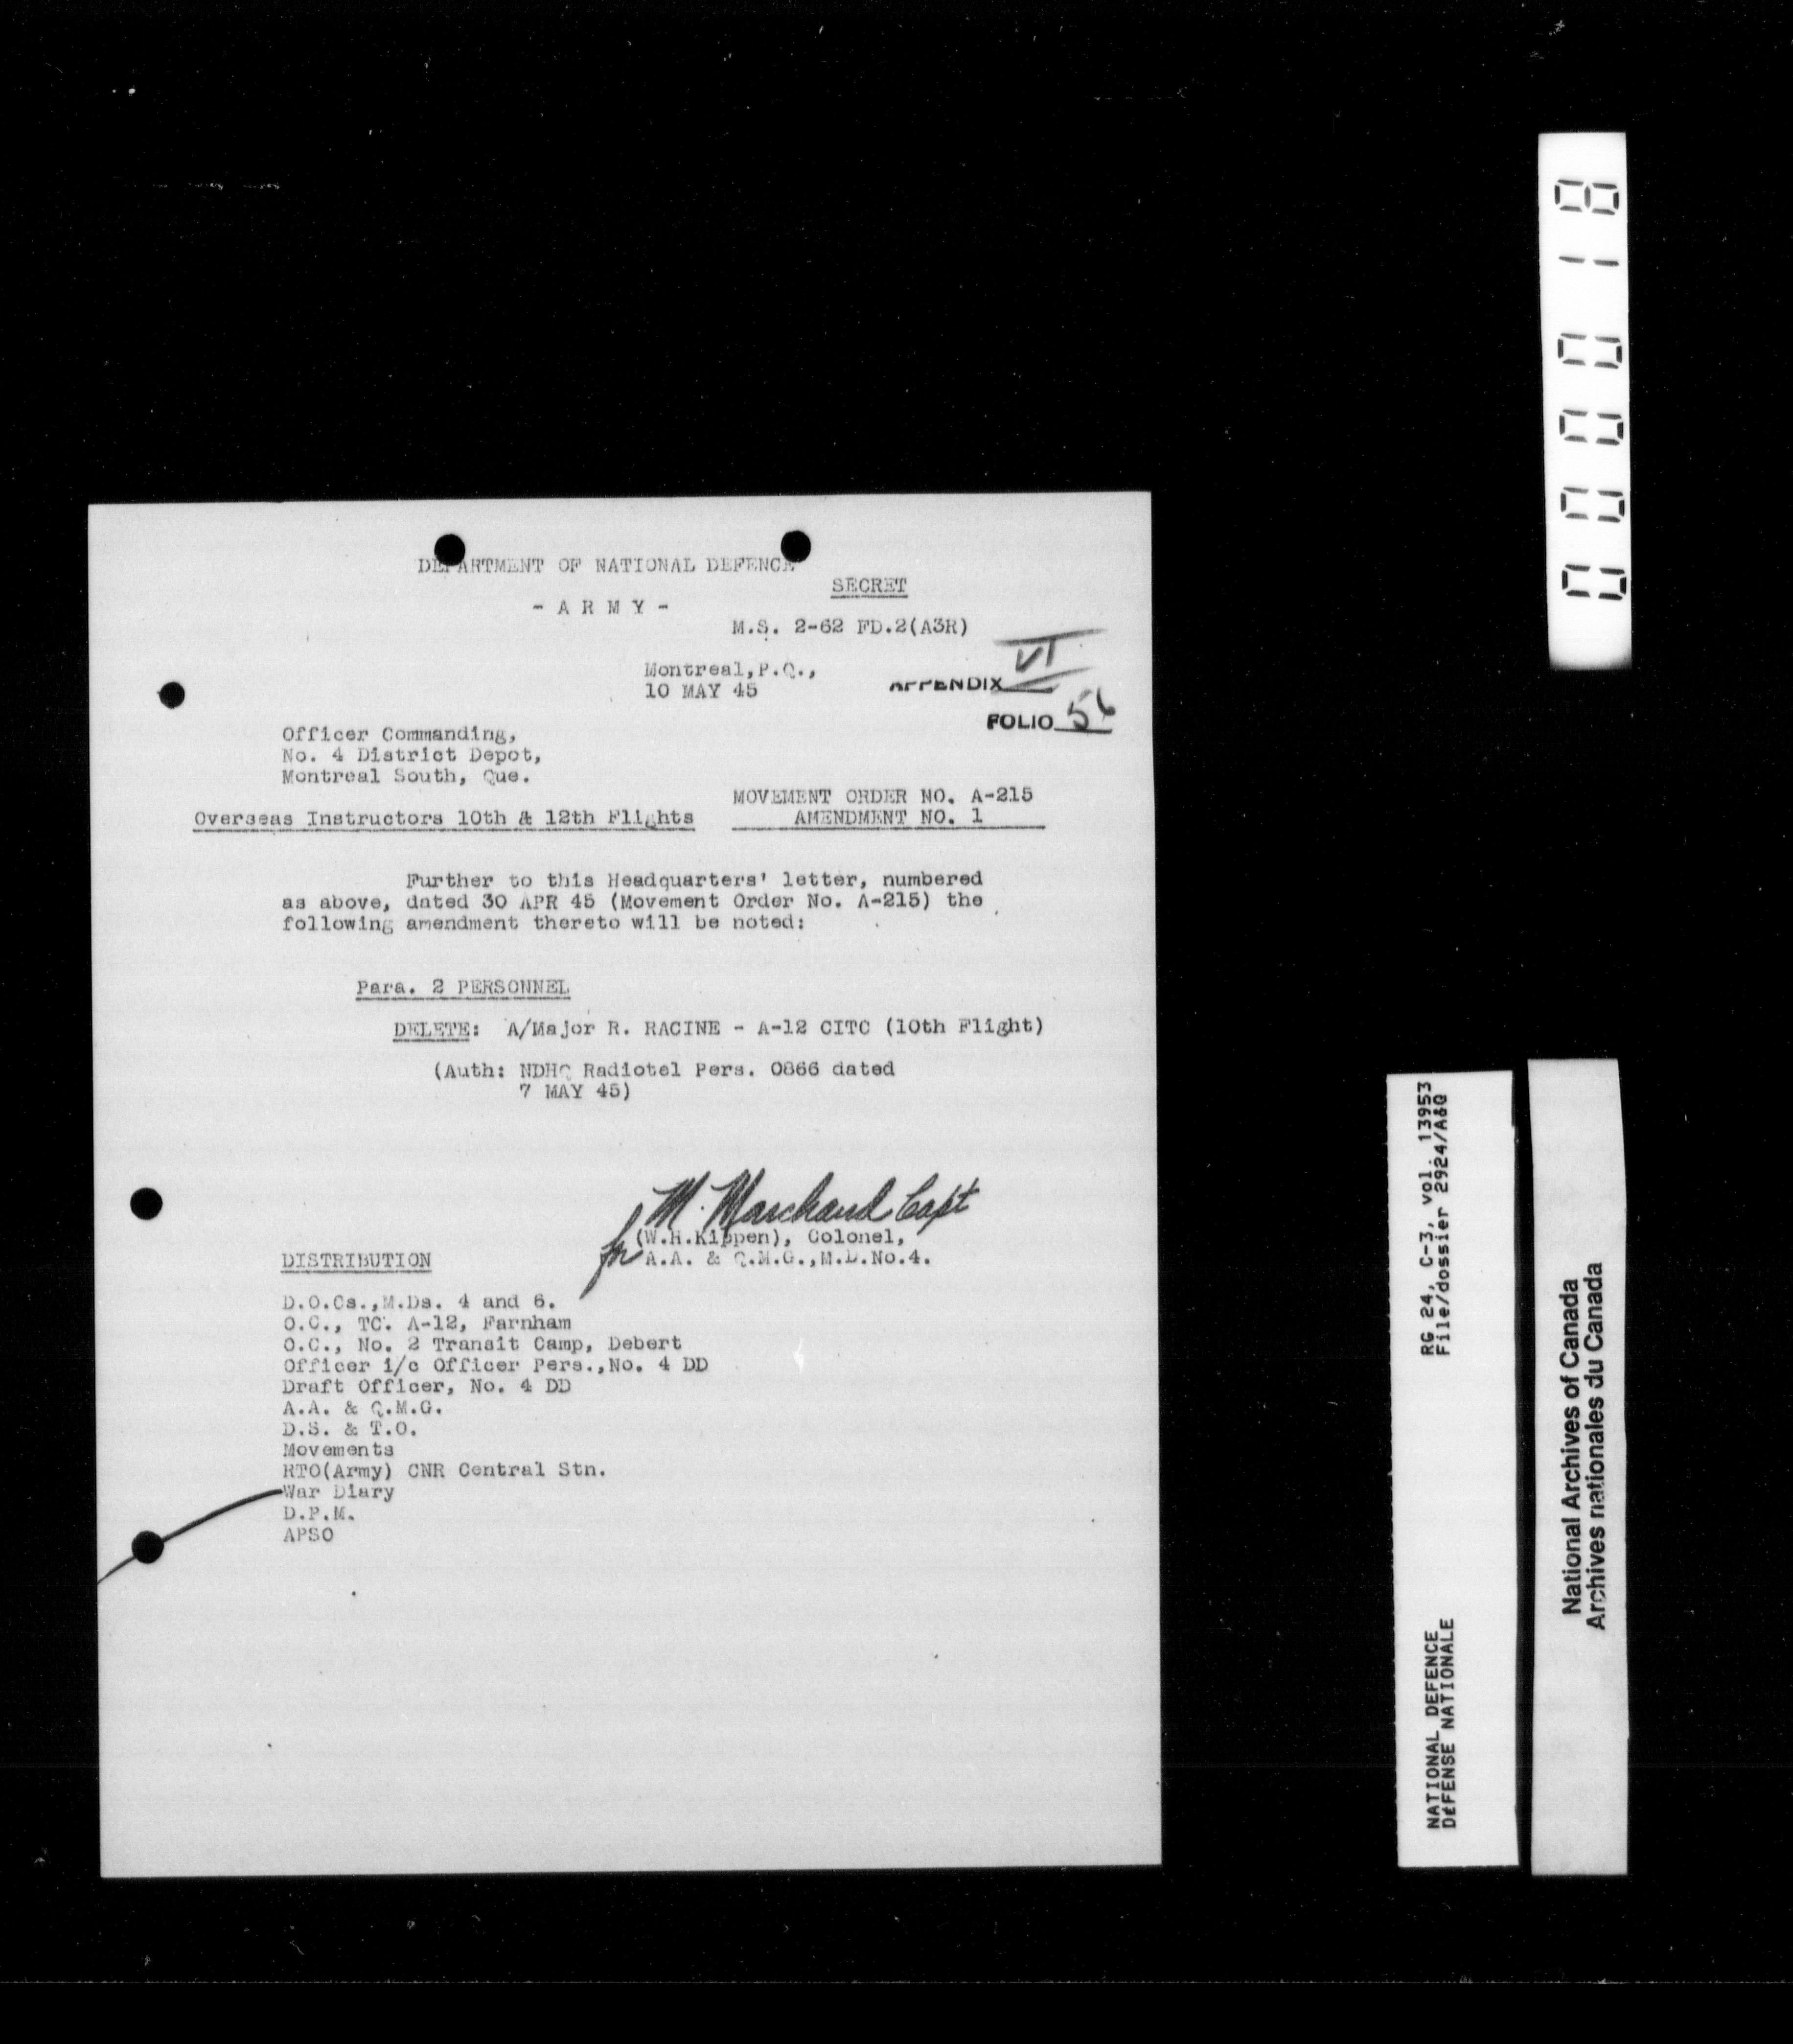 DEPARTMENT OF NATIONAL DEFENCE
SECRET
- A R M Y -
M.S. 2-62 FD.2(A3R)
Montreal,P.Q.,
10 MAY 45
APPENDIX VI
FOLIO 56
Officer Commanding,
No. 4 District Depot,
Montreal South, Que.
MOVEMENT ORDER NO. A-215
Overseas Instructors 10th & 12th Flights
AMENDMENT NO. 1
Further to this Headquarters' letter, numbered
as above, dated 30 APR 45 (Movement Order No. A-215) the
following amendment thereto will be noted:
Para. 2 PERSONNEL
DELETE: A/Major R. RACINE - A-12 CITC (10th Flight)
(Auth: NDHQ Radiotel Pers. 0866 dated
7 MAY 45)
M. Marchand Capt
for (W.H.Kippen), Colonel,
A.A. & Q.M.G.,M.D.No.4.
DISTRIBUTION
D.O.Cs.,M.Ds. 4 and 6.
O.C., TC. A-12, Farnham
O.C., No. 2 Transit Camp, Debert
Officer i/c Officer Pers.,No. 4 DD
Draft Officer, No. 4 DD
A.A. & Q.M.G.
D.S. & T.O.
Movements
RTO(Army) CNR Central Stn.
War Diary
D.P.M.
APSO
000018
RG 24, C-3, vol. 13953
File/dossier 2924/A&Q
NATIONAL DEFENCE
DÉFENSE NATIONALE
National Archives of Canada
Archives nationales du Canada